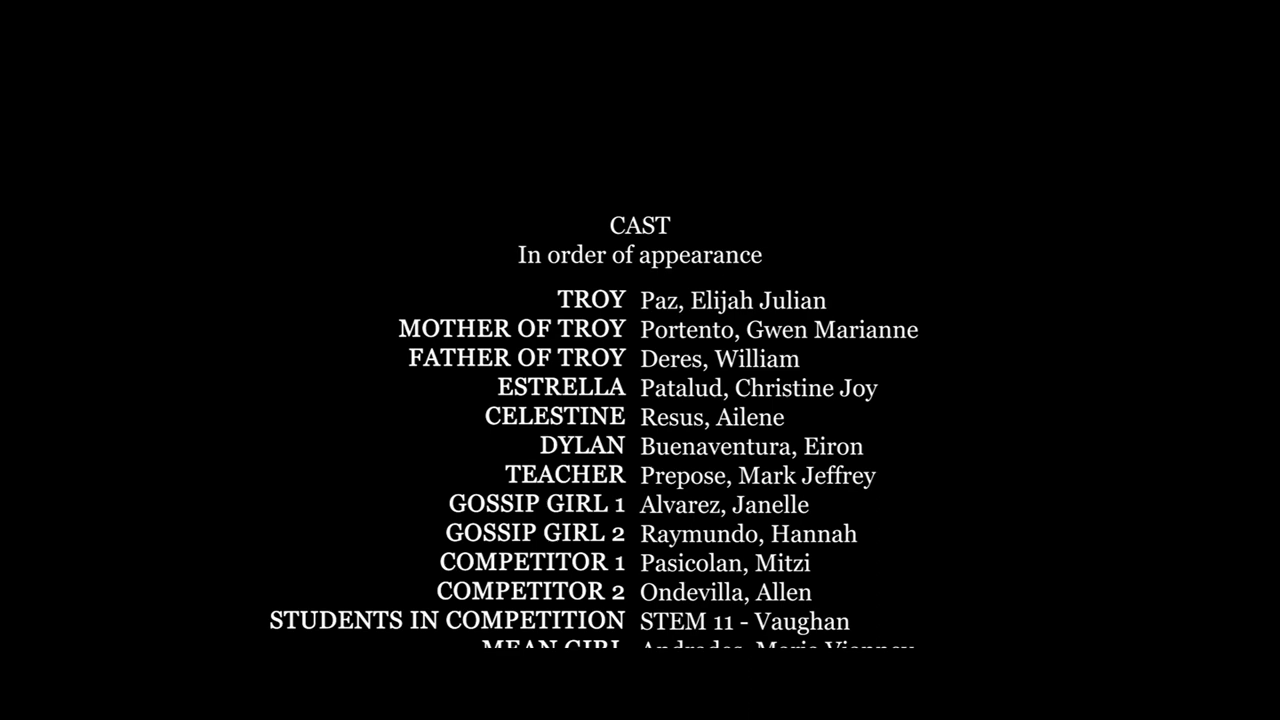 CAST
In order of appearance
TROY Paz, Elijah Julian
MOTHER OF TROY Portento, Gwen Marianne
FATHER OF TROY Deres, William
ESTRELLA Patalud, Christine Joy
CELESTINE Resus, Ailene
DYLAN Buenaventura, Eiron
TEACHER Prepose, Mark Jeffrey
GOSSIP GIRL 1 Alvarez, Janelle
GOSSIP GIRL 2 Raymundo, Hannah
COMPETITOR 1 Pasicolan, Mitzi
COMPETITOR 2 Ondevilla, Allen
STUDENTS IN COMPETITION STEM 11 - Vaughan
MEAN GIRL